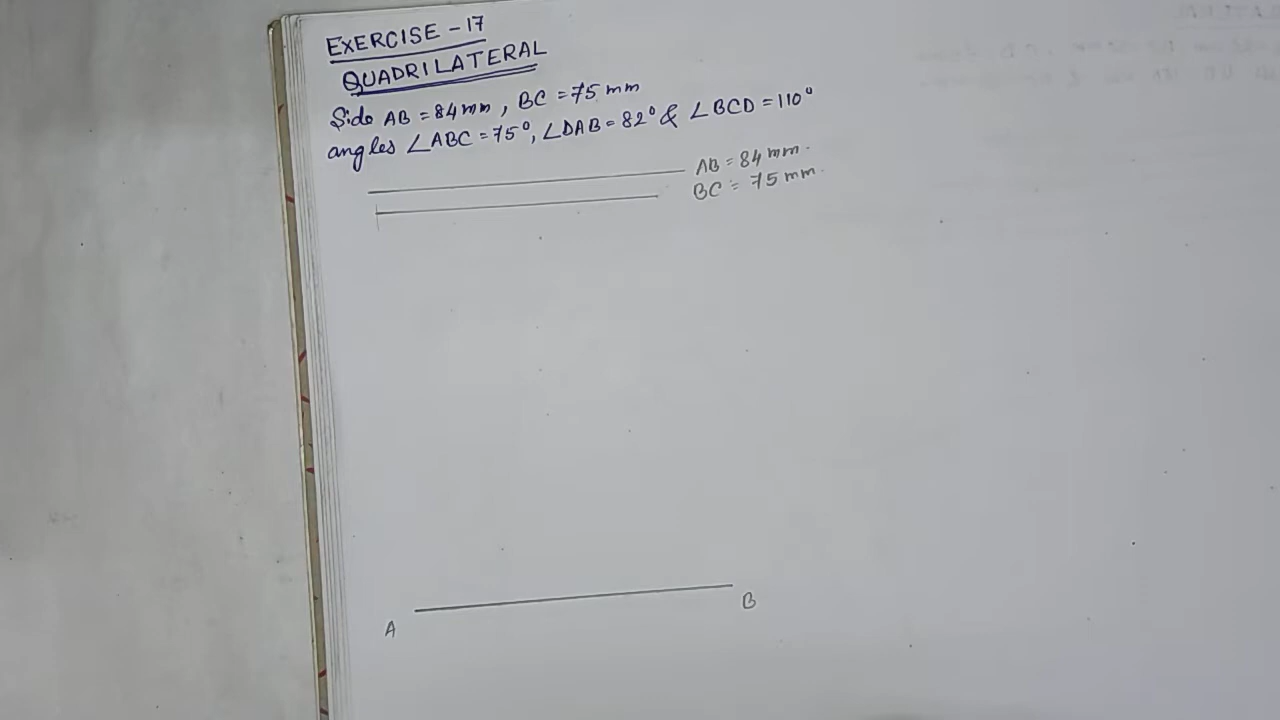 EXERCISE - 17
QUADRILATERAL
Side AB = 84 mm, BC = 75 mm
angles ∠ABC = 75°, ∠DAB = 82° & ∠BCD = 110°
AB = 84 mm.
BC = 75 mm.
A B